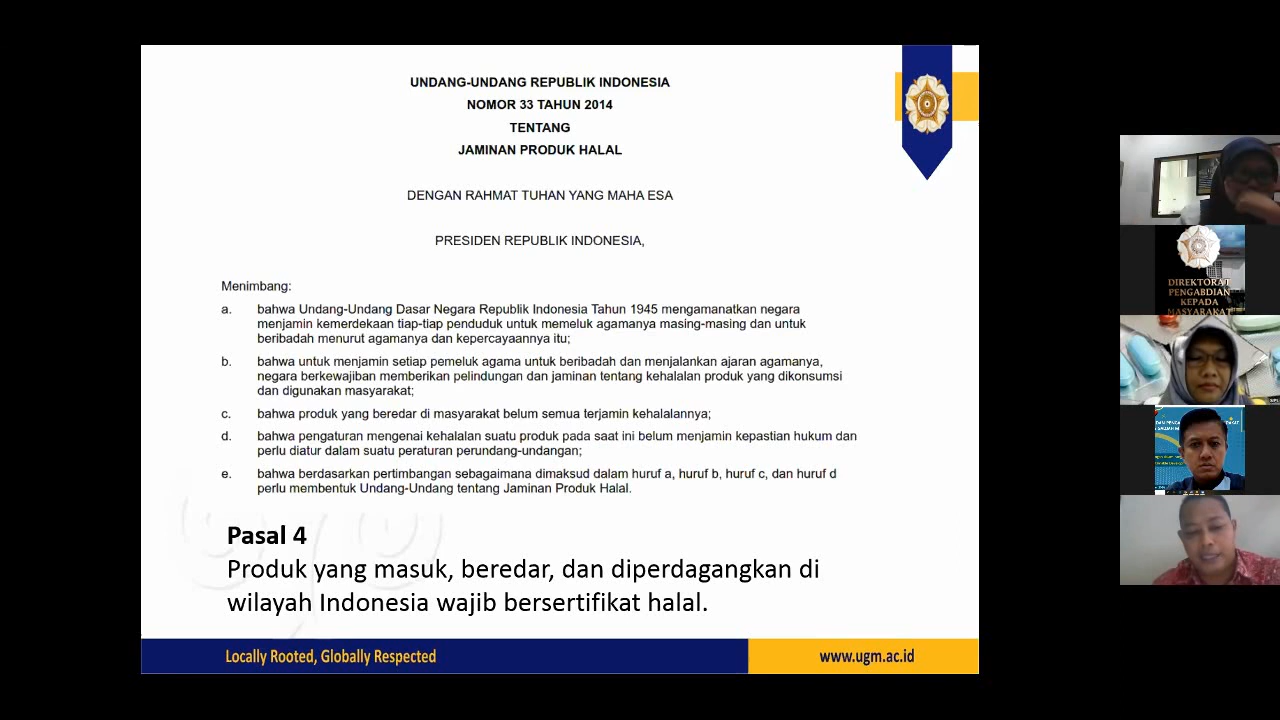 UNDANG-UNDANG REPUBLIK INDONESIA
NOMOR 33 TAHUN 2014
TENTANG
JAMINAN PRODUK HALAL
DENGAN RAHMAT TUHAN YANG MAHA ESA
PRESIDEN REPUBLIK INDONESIA,
Menimbang:
a. bahwa Undang-Undang Dasar Negara Republik Indonesia Tahun 1945 mengamanatkan negara
menjamin kemerdekaan tiap-tiap penduduk untuk memeluk agamanya masing-masing dan untuk
beribadah menurut agamanya dan kepercayaannya itu;
b. bahwa untuk menjamin setiap pemeluk agama untuk beribadah dan menjalankan ajaran agamanya,
negara berkewajiban memberikan pelindungan dan jaminan tentang kehalalan produk yang dikonsumsi
dan digunakan masyarakat;
c. bahwa produk yang beredar di masyarakat belum semua terjamin kehalalannya;
d. bahwa pengaturan mengenai kehalalan suatu produk pada saat ini belum menjamin kepastian hukum dan
perlu diatur dalam suatu peraturan perundang-undangan;
e. bahwa berdasarkan pertimbangan sebagaimana dimaksud dalam huruf a, huruf b, huruf c, dan huruf d
perlu membentuk Undang-Undang tentang Jaminan Produk Halal.
Pasal 4
Produk yang masuk, beredar, dan diperdagangkan di
wilayah Indonesia wajib bersertifikat halal.
Locally Rooted, Globally Respected
www.ugm.ac.id
DIREKTORAT
PENGABDIAN
KEPADA
MASYARAKAT